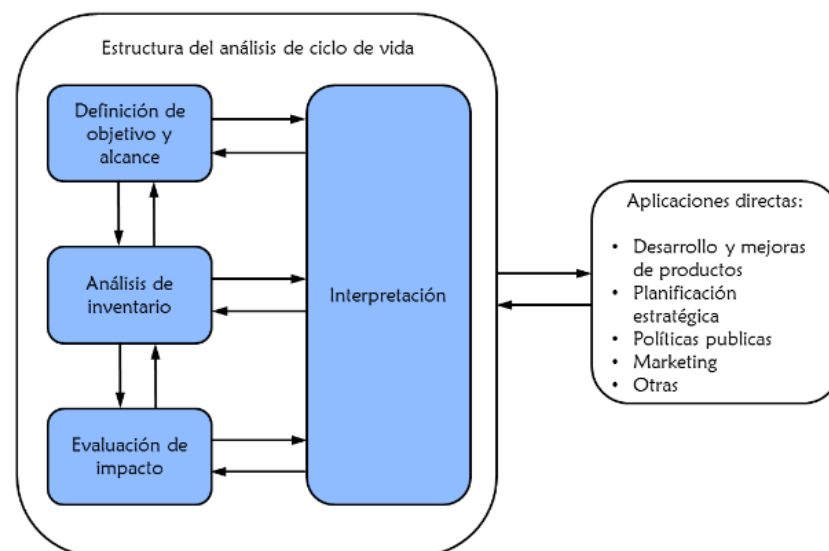 Estructura del análisis de ciclo de vida
Definición de
objetivo y
alcance
Análisis de
inventario
Evaluación de
impacto
Interpretación
Aplicaciones directas:
• Desarrollo y mejoras
de productos
• Planificación
estratégica
• Políticas publicas
• Marketing
• Otras